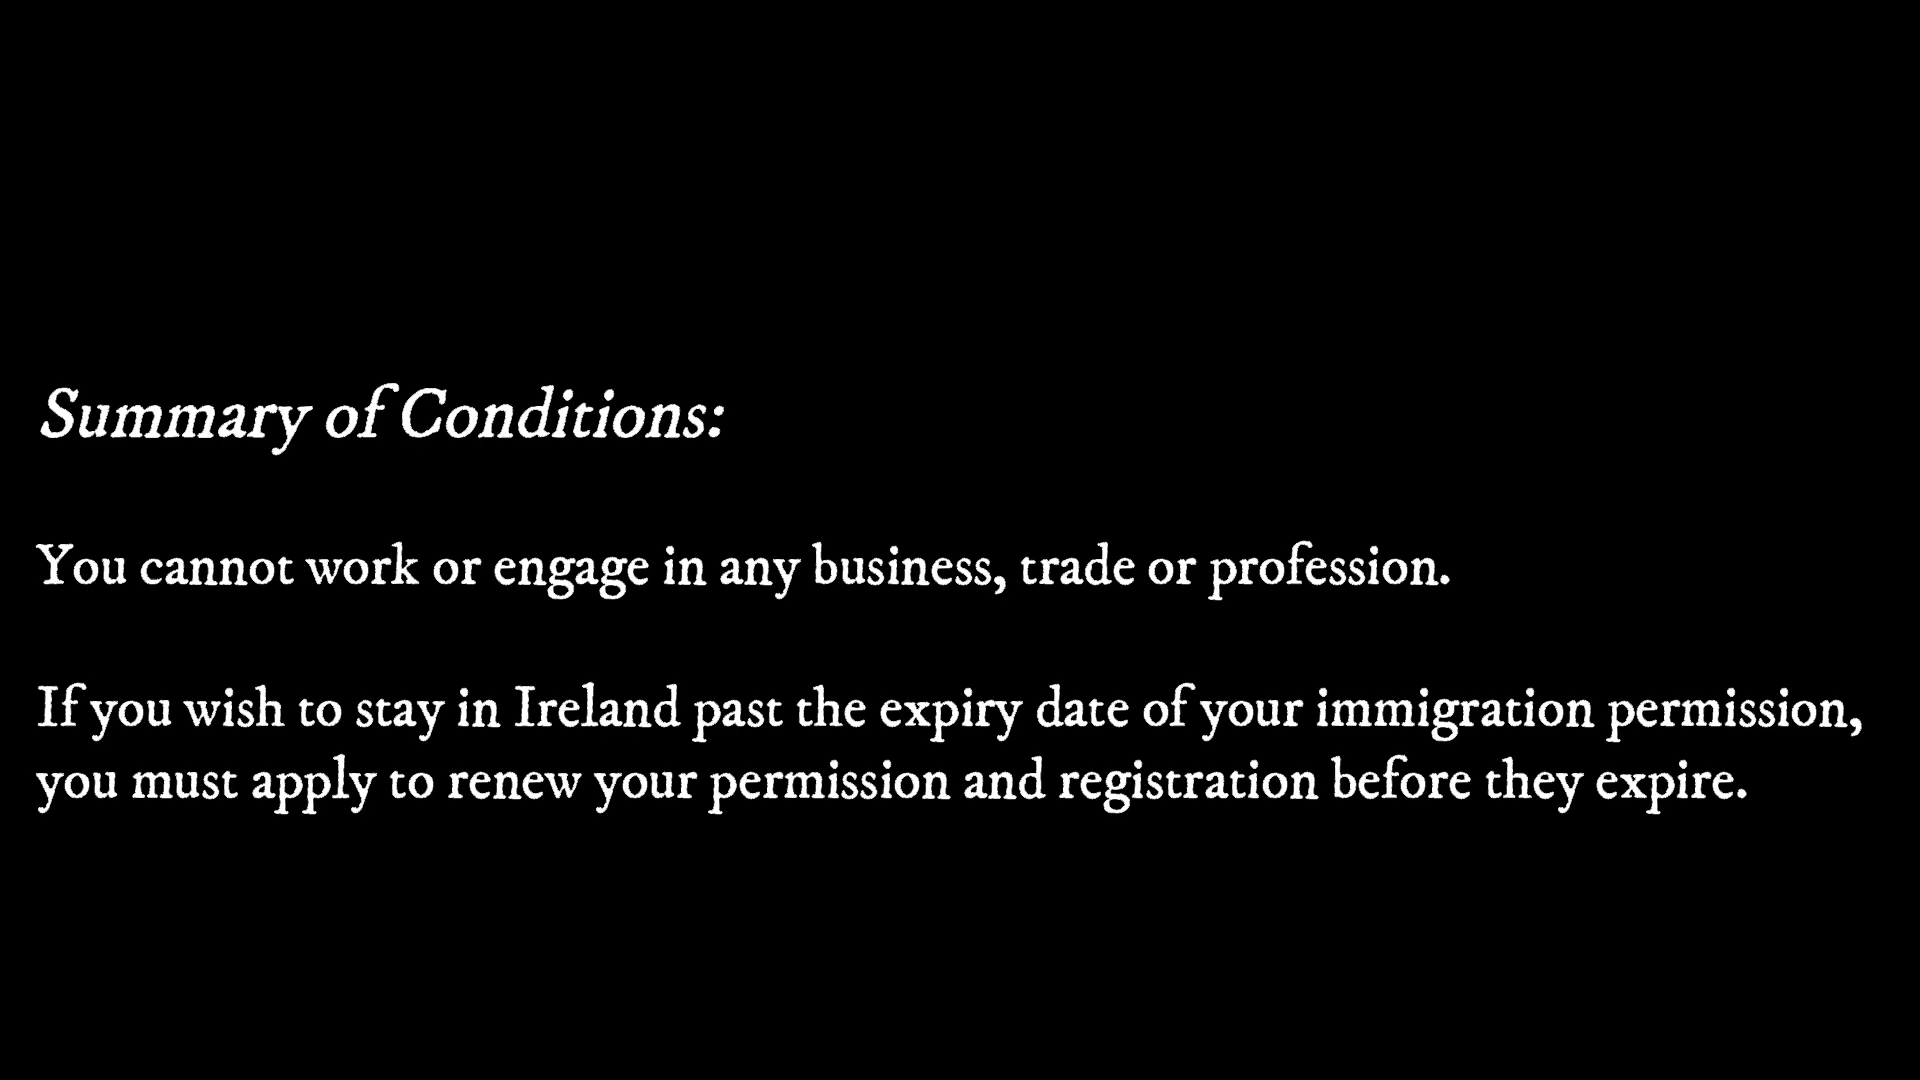 Summary of Conditions:
You cannot work or engage in any business, trade or profession.
If you wish to stay in Ireland past the expiry date of your immigration permission,
you must apply to renew your permission and registration before they expire.